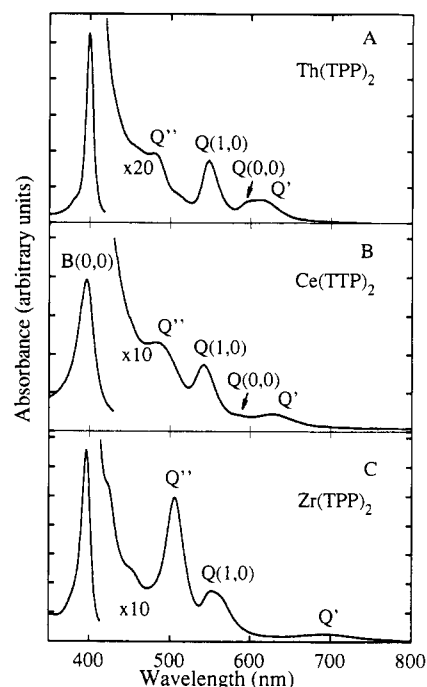 A
Th(TPP)2
Q''
Q(1,0)
Q(0,0)
Q'
x20
B
B(0,0)
Ce(TTP)2
Q''
Q(1,0)
Q(0,0)
Q'
x10
C
Q''
Zr(TPP)2
Q(1,0)
Q'
x10
Absorbance (arbitrary units)
400 500 600 700 800
Wavelength (nm)